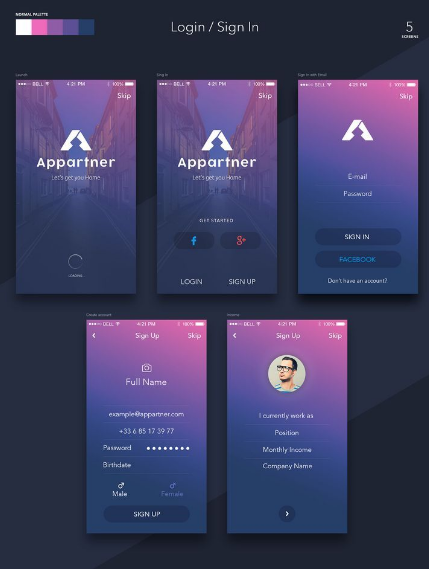 NORMAL PALETTE
Login / Sign In
5
SCREENS
Launch
Sign In
Sign In with Email
BELL 4:21 PM 100%
Skip
Appartner
Let's get you Home
LOADING
BELL 4:21 PM 100%
Skip
Appartner
Let's get you Home
GET STARTED
f g+
LOGIN SIGN UP
BELL 4:21 PM 100%
Skip
E-mail
Password
SIGN IN
FACEBOOK
Don't have an account?
Create account
Income
BELL 4:21 PM 100%
Sign Up Skip
Full Name
example@appartner.com
+33 6 85 17 39 77
Password
Birthdate
Male Female
SIGN UP
BELL 4:21 PM 100%
Sign Up Skip
I currently work as
Position
Monthly Income
Company Name